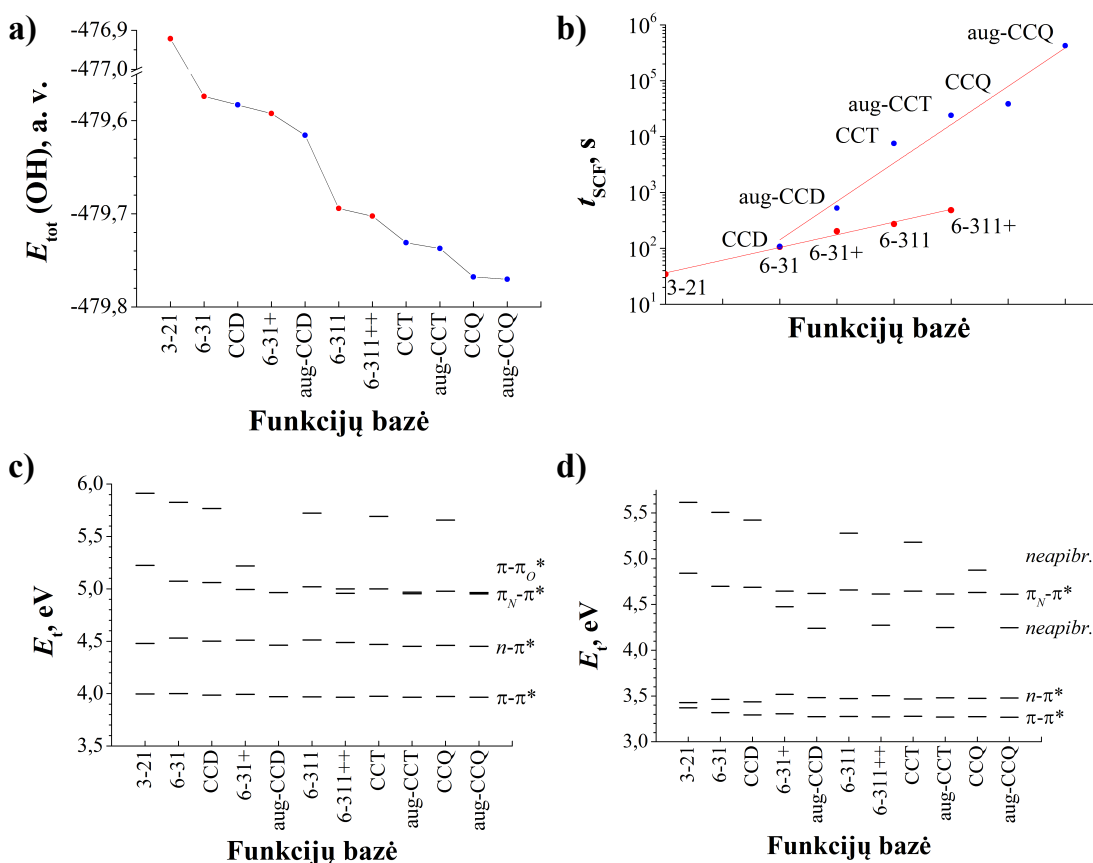 a)
-476,9
-477,0
-479,6
-479,7
-479,8
E_tot (OH), a. v.
3-21
6-31
CCD
6-31+
aug-CCD
6-311
6-311++
CCT
aug-CCT
CCQ
aug-CCQ
Funkcijų bazė
b)
10^6
10^5
10^4
10^3
10^2
10^1
t_SCF, s
aug-CCQ
CCQ
aug-CCT
CCT
aug-CCD
CCD
3-21
6-31
6-31+
6-311
6-311+
Funkcijų bazė
c)
6,0
5,5
5,0
4,5
4,0
3,5
E_t, eV
π-π_O*
π_N-π*
n-π*
π-π*
3-21
6-31
CCD
6-31+
aug-CCD
6-311
6-311++
CCT
aug-CCT
CCQ
aug-CCQ
Funkcijų bazė
d)
5,5
5,0
4,5
4,0
3,5
3,0
E_t, eV
neapibr.
π_N-π*
neapibr.
n-π*
π-π*
3-21
6-31
CCD
6-31+
aug-CCD
6-311
6-311++
CCT
aug-CCT
CCQ
aug-CCQ
Funkcijų bazė